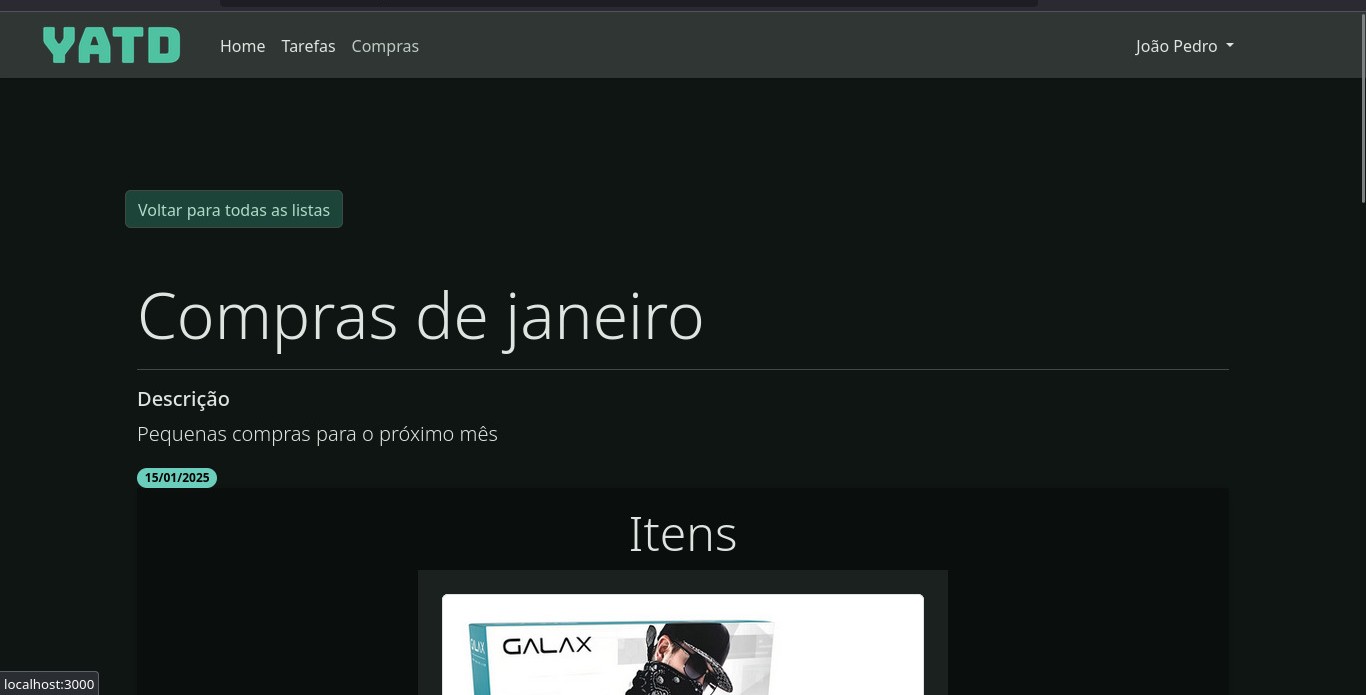 YATD Home Tarefas Compras João Pedro
Voltar para todas as listas
Compras de janeiro
Descrição
Pequenas compras para o próximo mês
15/01/2025
Itens
GALAX
GALAX
localhost:3000